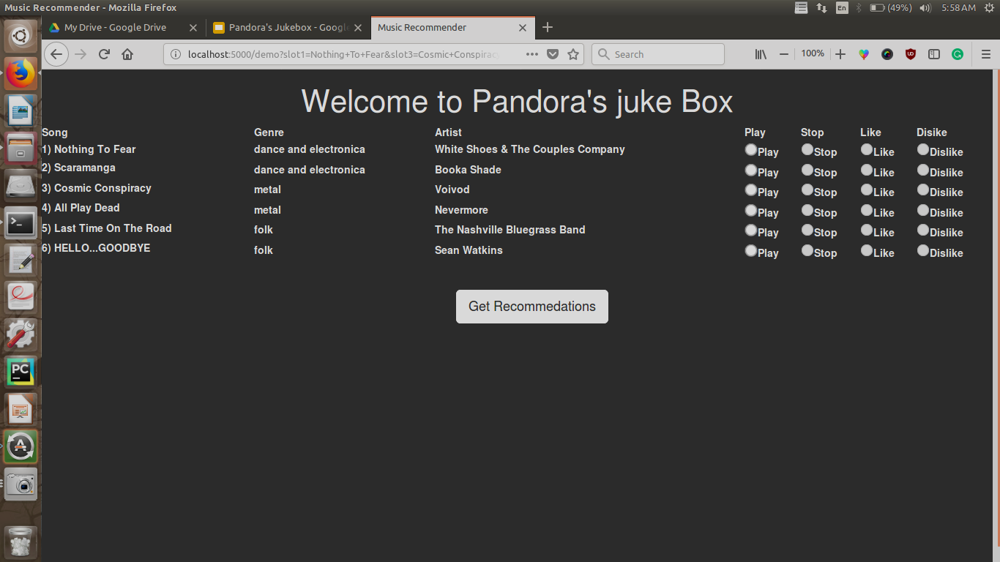 Music Recommender - Mozilla Firefox
En
(49%)
5:58 AM
My Drive - Google Drive
Pandora's Jukebox - Google
Music Recommender
localhost:5000/demo?slot1=Nothing+To+Fear&slot3=Cosmic+Conspiracy
Search
100%
Welcome to Pandora's juke Box
Song Genre Artist Play Stop Like Disike
1) Nothing To Fear dance and electronica White Shoes & The Couples Company Play Stop Like Dislike
2) Scaramanga dance and electronica Booka Shade Play Stop Like Dislike
3) Cosmic Conspiracy metal Voivod Play Stop Like Dislike
4) All Play Dead metal Nevermore Play Stop Like Dislike
5) Last Time On The Road folk The Nashville Bluegrass Band Play Stop Like Dislike
6) HELLO...GOODBYE folk Sean Watkins Play Stop Like Dislike
Get Recommedations
PC